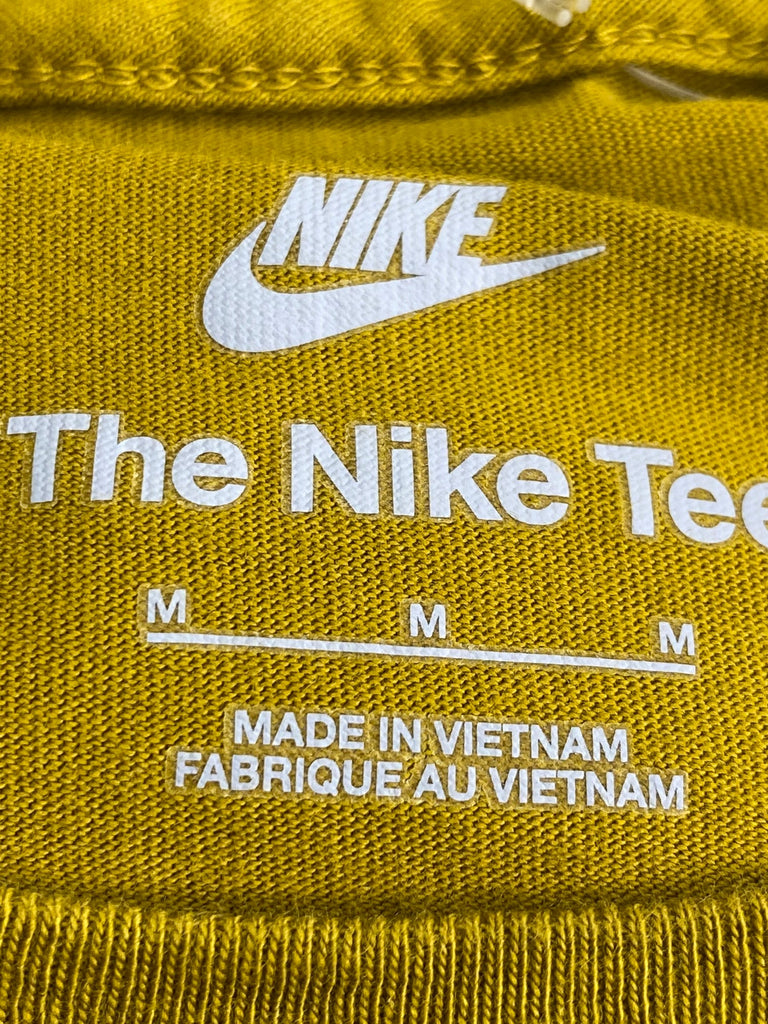 NIKE
The Nike Tee
M M M
MADE IN VIETNAM
FABRIQUE AU VIETNAM